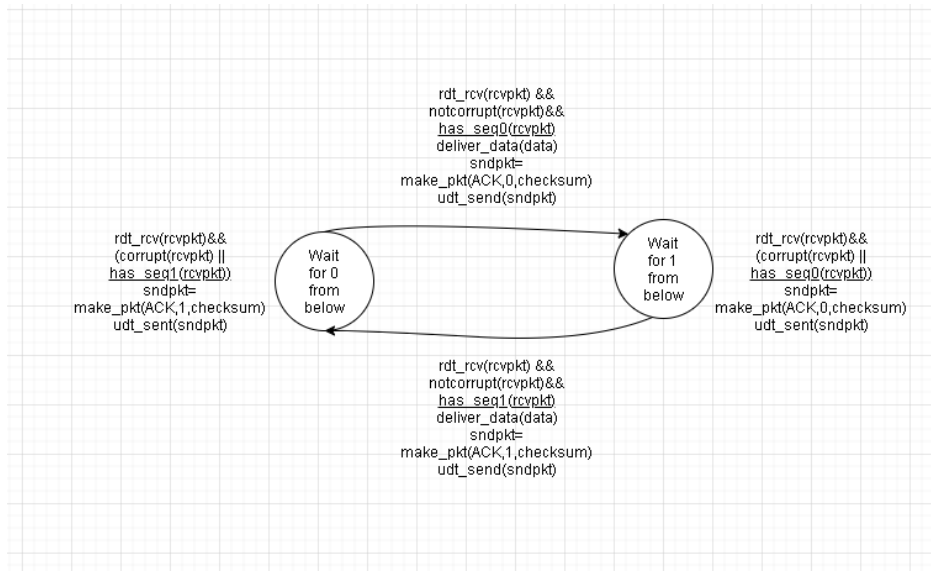 rdt_rcv(rcvpkt) &&
notcorrupt(rcvpkt)&&
has_seq0(rcvpkt)
deliver_data(data)
sndpkt=
make_pkt(ACK,0,checksum)
udt_send(sndpkt)
rdt_rcv(rcvpkt)&&
(corrupt(rcvpkt) ||
has_seq1(rcvpkt))
sndpkt=
make_pkt(ACK,1,checksum)
udt_sent(sndpkt)
Wait
for 0
from
below
Wait
for 1
from
below
rdt_rcv(rcvpkt)&&
(corrupt(rcvpkt) ||
has_seq0(rcvpkt))
sndpkt=
make_pkt(ACK,0,checksum)
udt_sent(sndpkt)
rdt_rcv(rcvpkt) &&
notcorrupt(rcvpkt)&&
has_seq1(rcvpkt)
deliver_data(data)
sndpkt=
make_pkt(ACK,1,checksum)
udt_send(sndpkt)